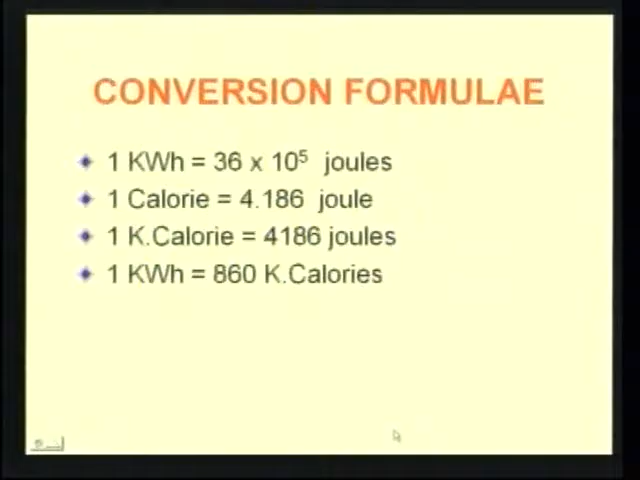 CONVERSION FORMULAE
1 KWh = 36 x 10⁵ joules
1 Calorie = 4.186 joule
1 K.Calorie = 4186 joules
1 KWh = 860 K.Calories